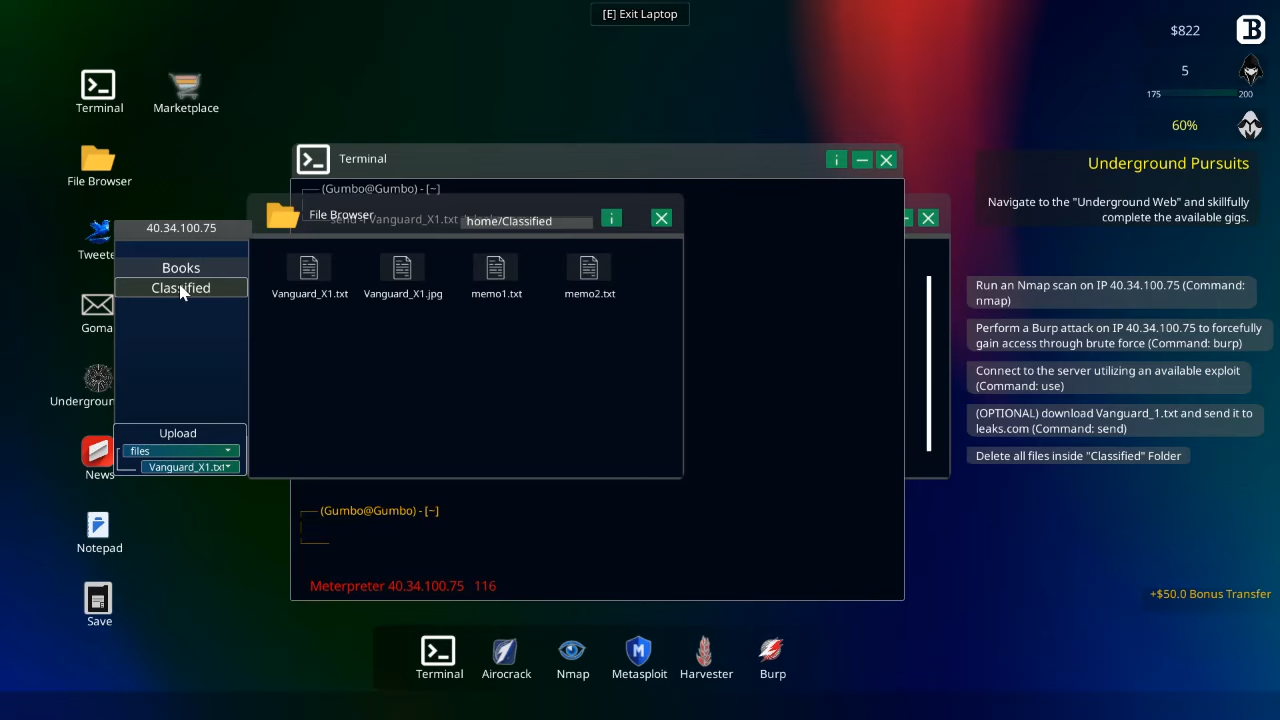 [E] Exit Laptop
$822
5
175
200
60%
Underground Pursuits
Navigate to the "Underground Web" and skillfully
complete the available gigs.
Run an Nmap scan on IP 40.34.100.75 (Command:
nmap)
Perform a Burp attack on IP 40.34.100.75 to forcefully
gain access through brute force (Command: burp)
Connect to the server utilizing an available exploit
(Command: use)
(OPTIONAL) download Vanguard_1.txt and send it to
leaks.com (Command: send)
Delete all files inside "Classified" Folder
+$50.0 Bonus Transfer
Terminal
Marketplace
File Browser
Tweete
Goma
Undergroun
News
Notepad
Save
Terminal
(Gumbo@Gumbo) - [~]
File Browser
Vanguard_X1.txt
home/Classified
40.34.100.75
Books
Classified
Vanguard_X1.txt
Vanguard_X1.jpg
memo1.txt
memo2.txt
Upload
files
Vanguard_X1.txt
(Gumbo@Gumbo) - [~]
Meterpreter 40.34.100.75 116
Terminal
Airocrack
Nmap
Metasploit
Harvester
Burp